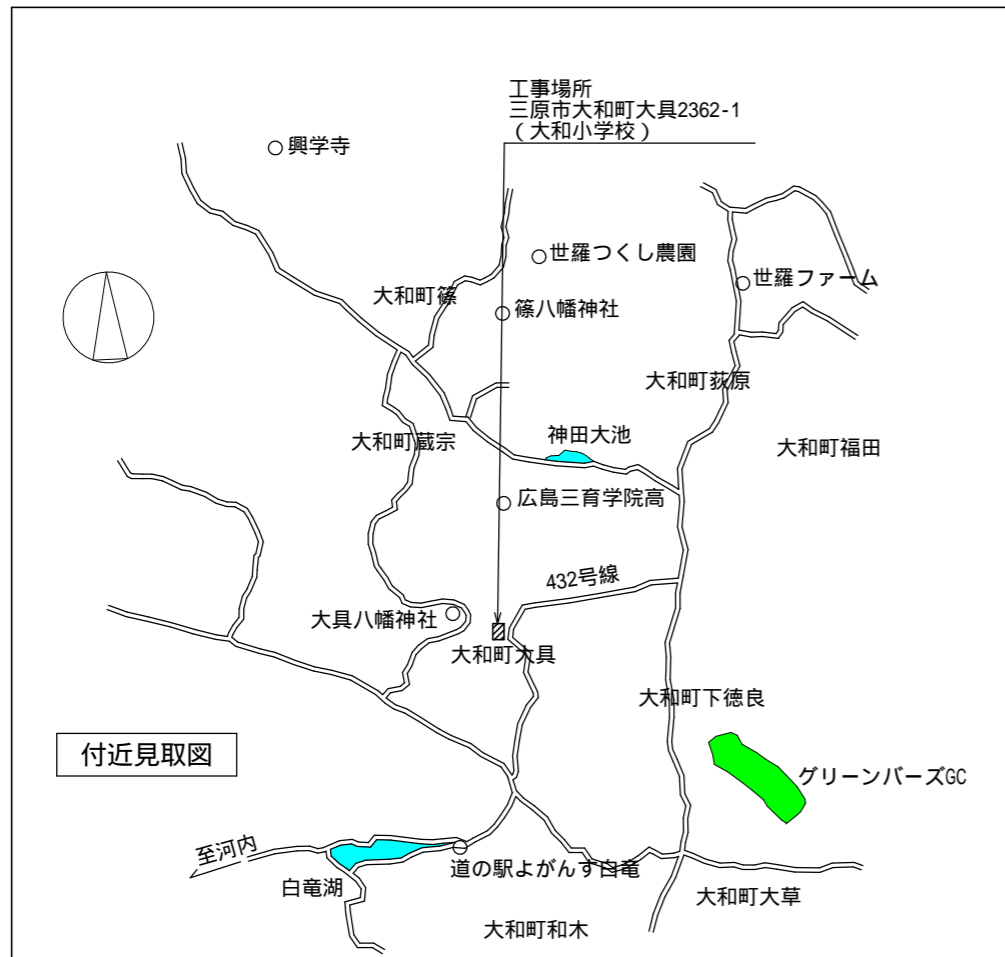 工事場所
三原市大和町大具2362-1
（大和小学校）
興学寺
世羅つくし農園
世羅ファーム
大和町篠
篠八幡神社
大和町荻原
大和町蔵宗
神田大池
大和町福田
広島三育学院高
432号線
大具八幡神社
大和町大具
大和町下徳良
付近見取図
グリーンバーズGC
至河内
道の駅よがんす白竜
白竜湖
大和町大草
大和町和木